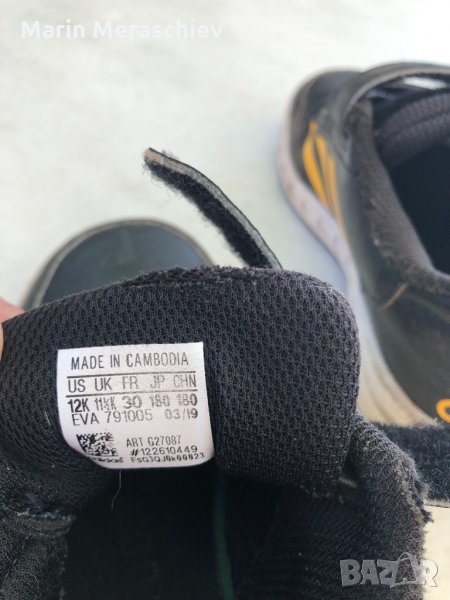 Marin Meraschiev
MADE IN CAMBODIA
US UK FR JP CHN
12K 11½K 30 180 180
EVA 791005 03/19
ART G27087
#122610449
BAZAR